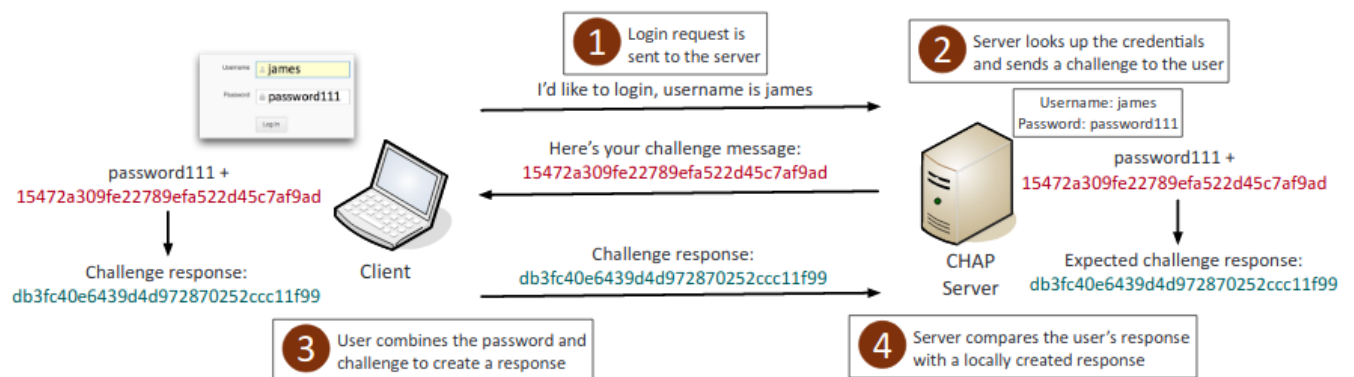 1
Login request is
sent to the server
2
Server looks up the credentials
and sends a challenge to the user
Username
james
Password
password111
Log in
I'd like to login, username is james
Username: james
Password: password111
Here's your challenge message:
15472a309fe22789efa522d45c7af9ad
password111 +
15472a309fe22789efa522d45c7af9ad
password111 +
15472a309fe22789efa522d45c7af9ad
Challenge response:
db3fc40e6439d4d972870252ccc11f99
Client
Challenge response:
db3fc40e6439d4d972870252ccc11f99
CHAP
Server
Expected challenge response:
db3fc40e6439d4d972870252ccc11f99
3
User combines the password and
challenge to create a response
4
Server compares the user's response
with a locally created response